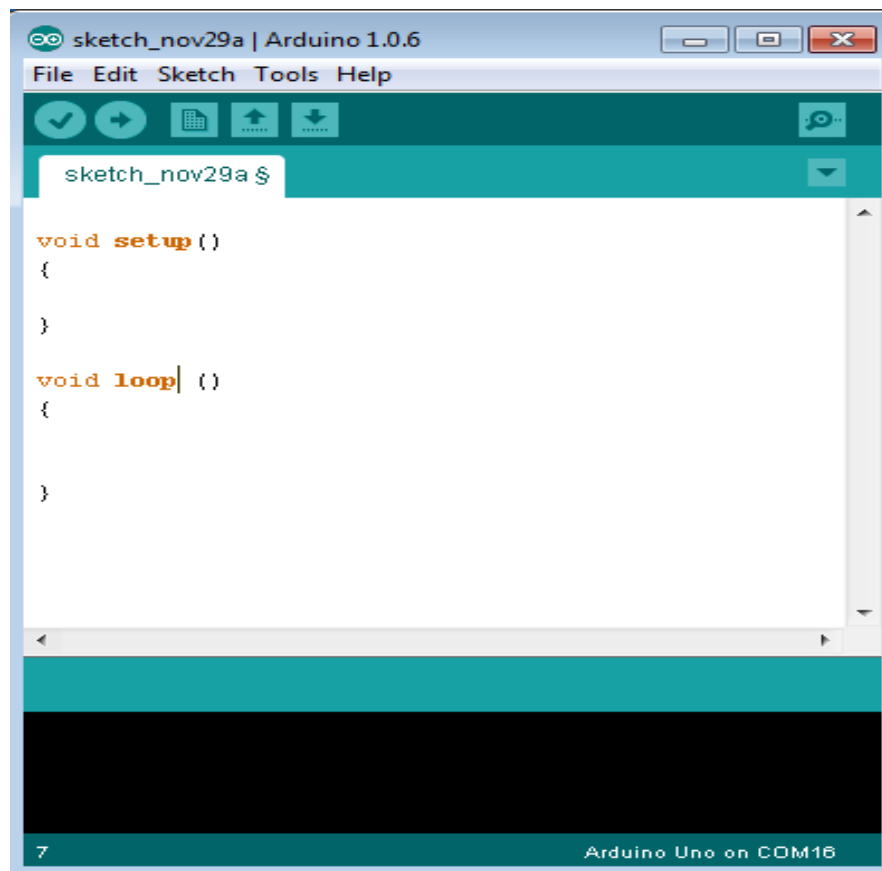 sketch_nov29a | Arduino 1.0.6
File Edit Sketch Tools Help
sketch_nov29a §
void setup()
{
}
void loop ()
{
}
7
Arduino Uno on COM16